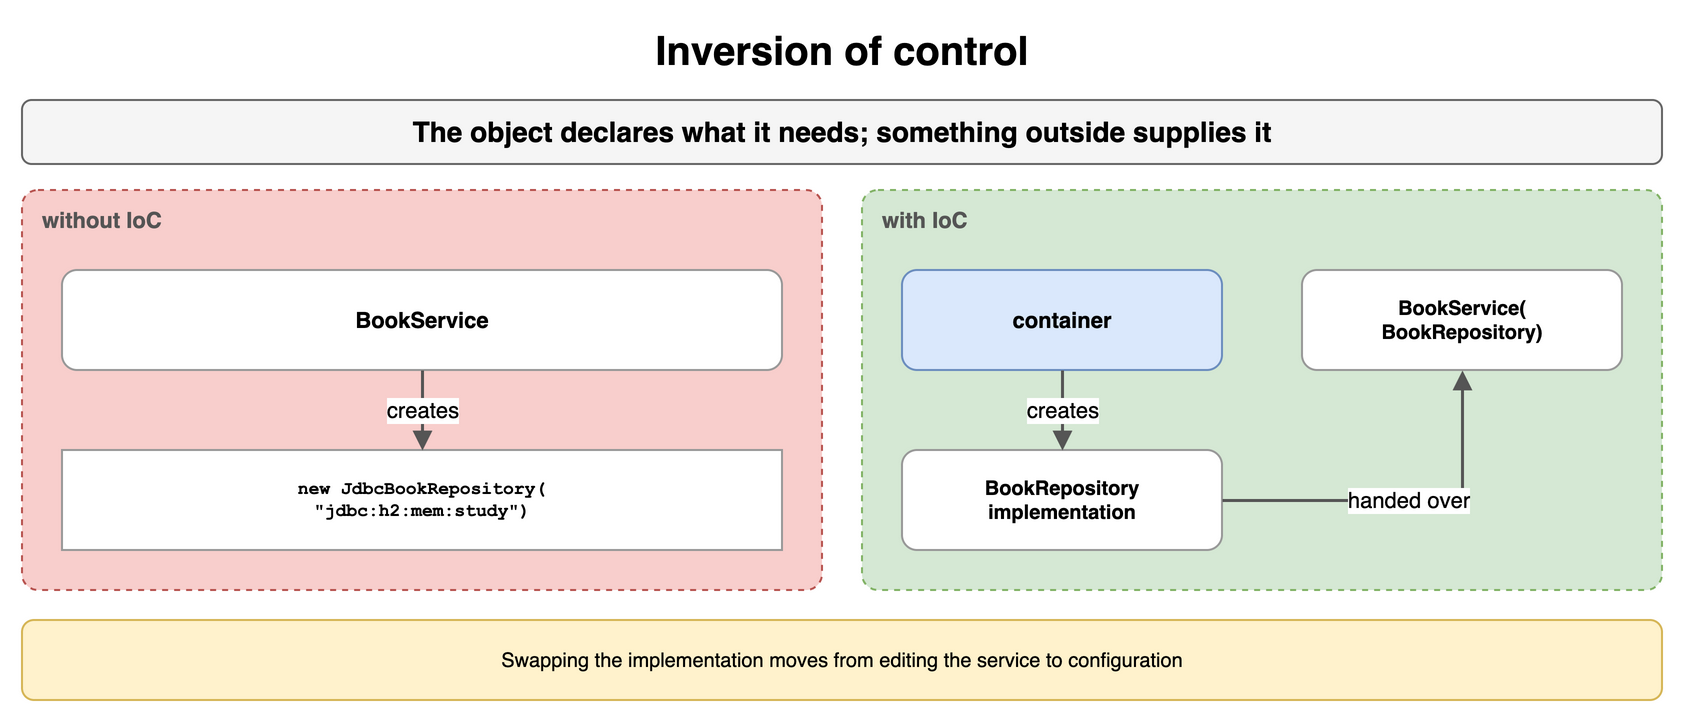 Inversion of control
The object declares what it needs; something outside supplies it
without IoC
BookService
creates
new JdbcBookRepository(
"jdbc:h2:mem:study")
with IoC
container
BookService(
BookRepository)
creates
BookRepository
implementation
handed over
Swapping the implementation moves from editing the service to configuration